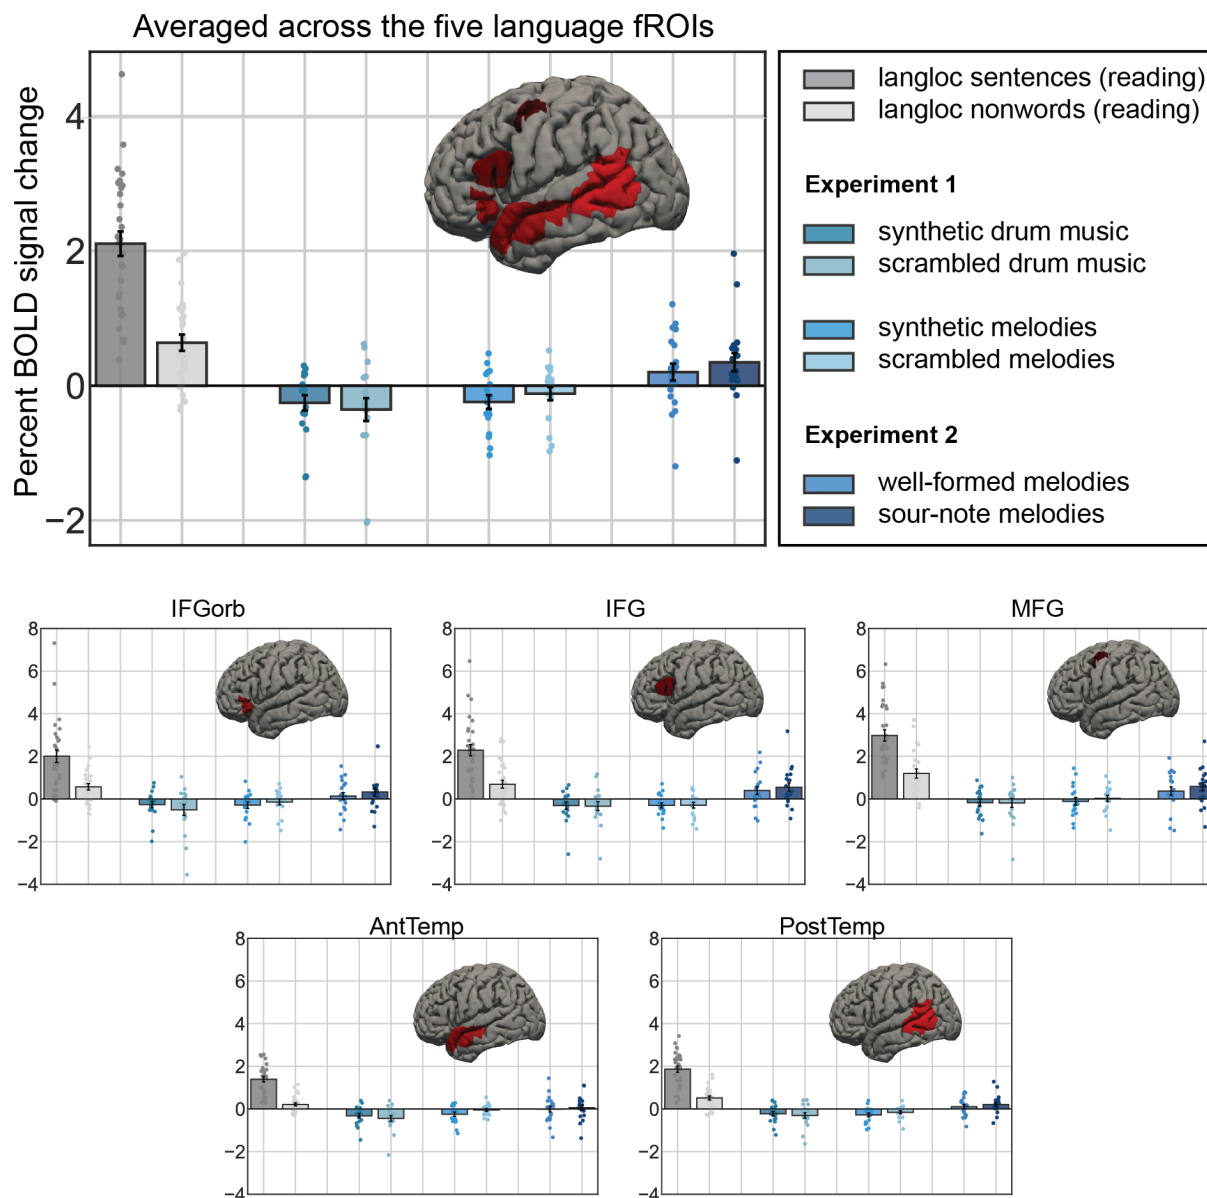 Averaged across the five language fROIs
Percent BOLD signal change
4
2
0
−2
langloc sentences (reading)
langloc nonwords (reading)
Experiment 1
synthetic drum music
scrambled drum music
synthetic melodies
scrambled melodies
Experiment 2
well-formed melodies
sour-note melodies
IFGorb
8
6
4
2
0
−2
−4
IFG
8
6
4
2
0
−2
−4
MFG
8
6
4
2
0
−2
−4
AntTemp
8
6
4
2
0
−2
−4
PostTemp
8
6
4
2
0
−2
−4